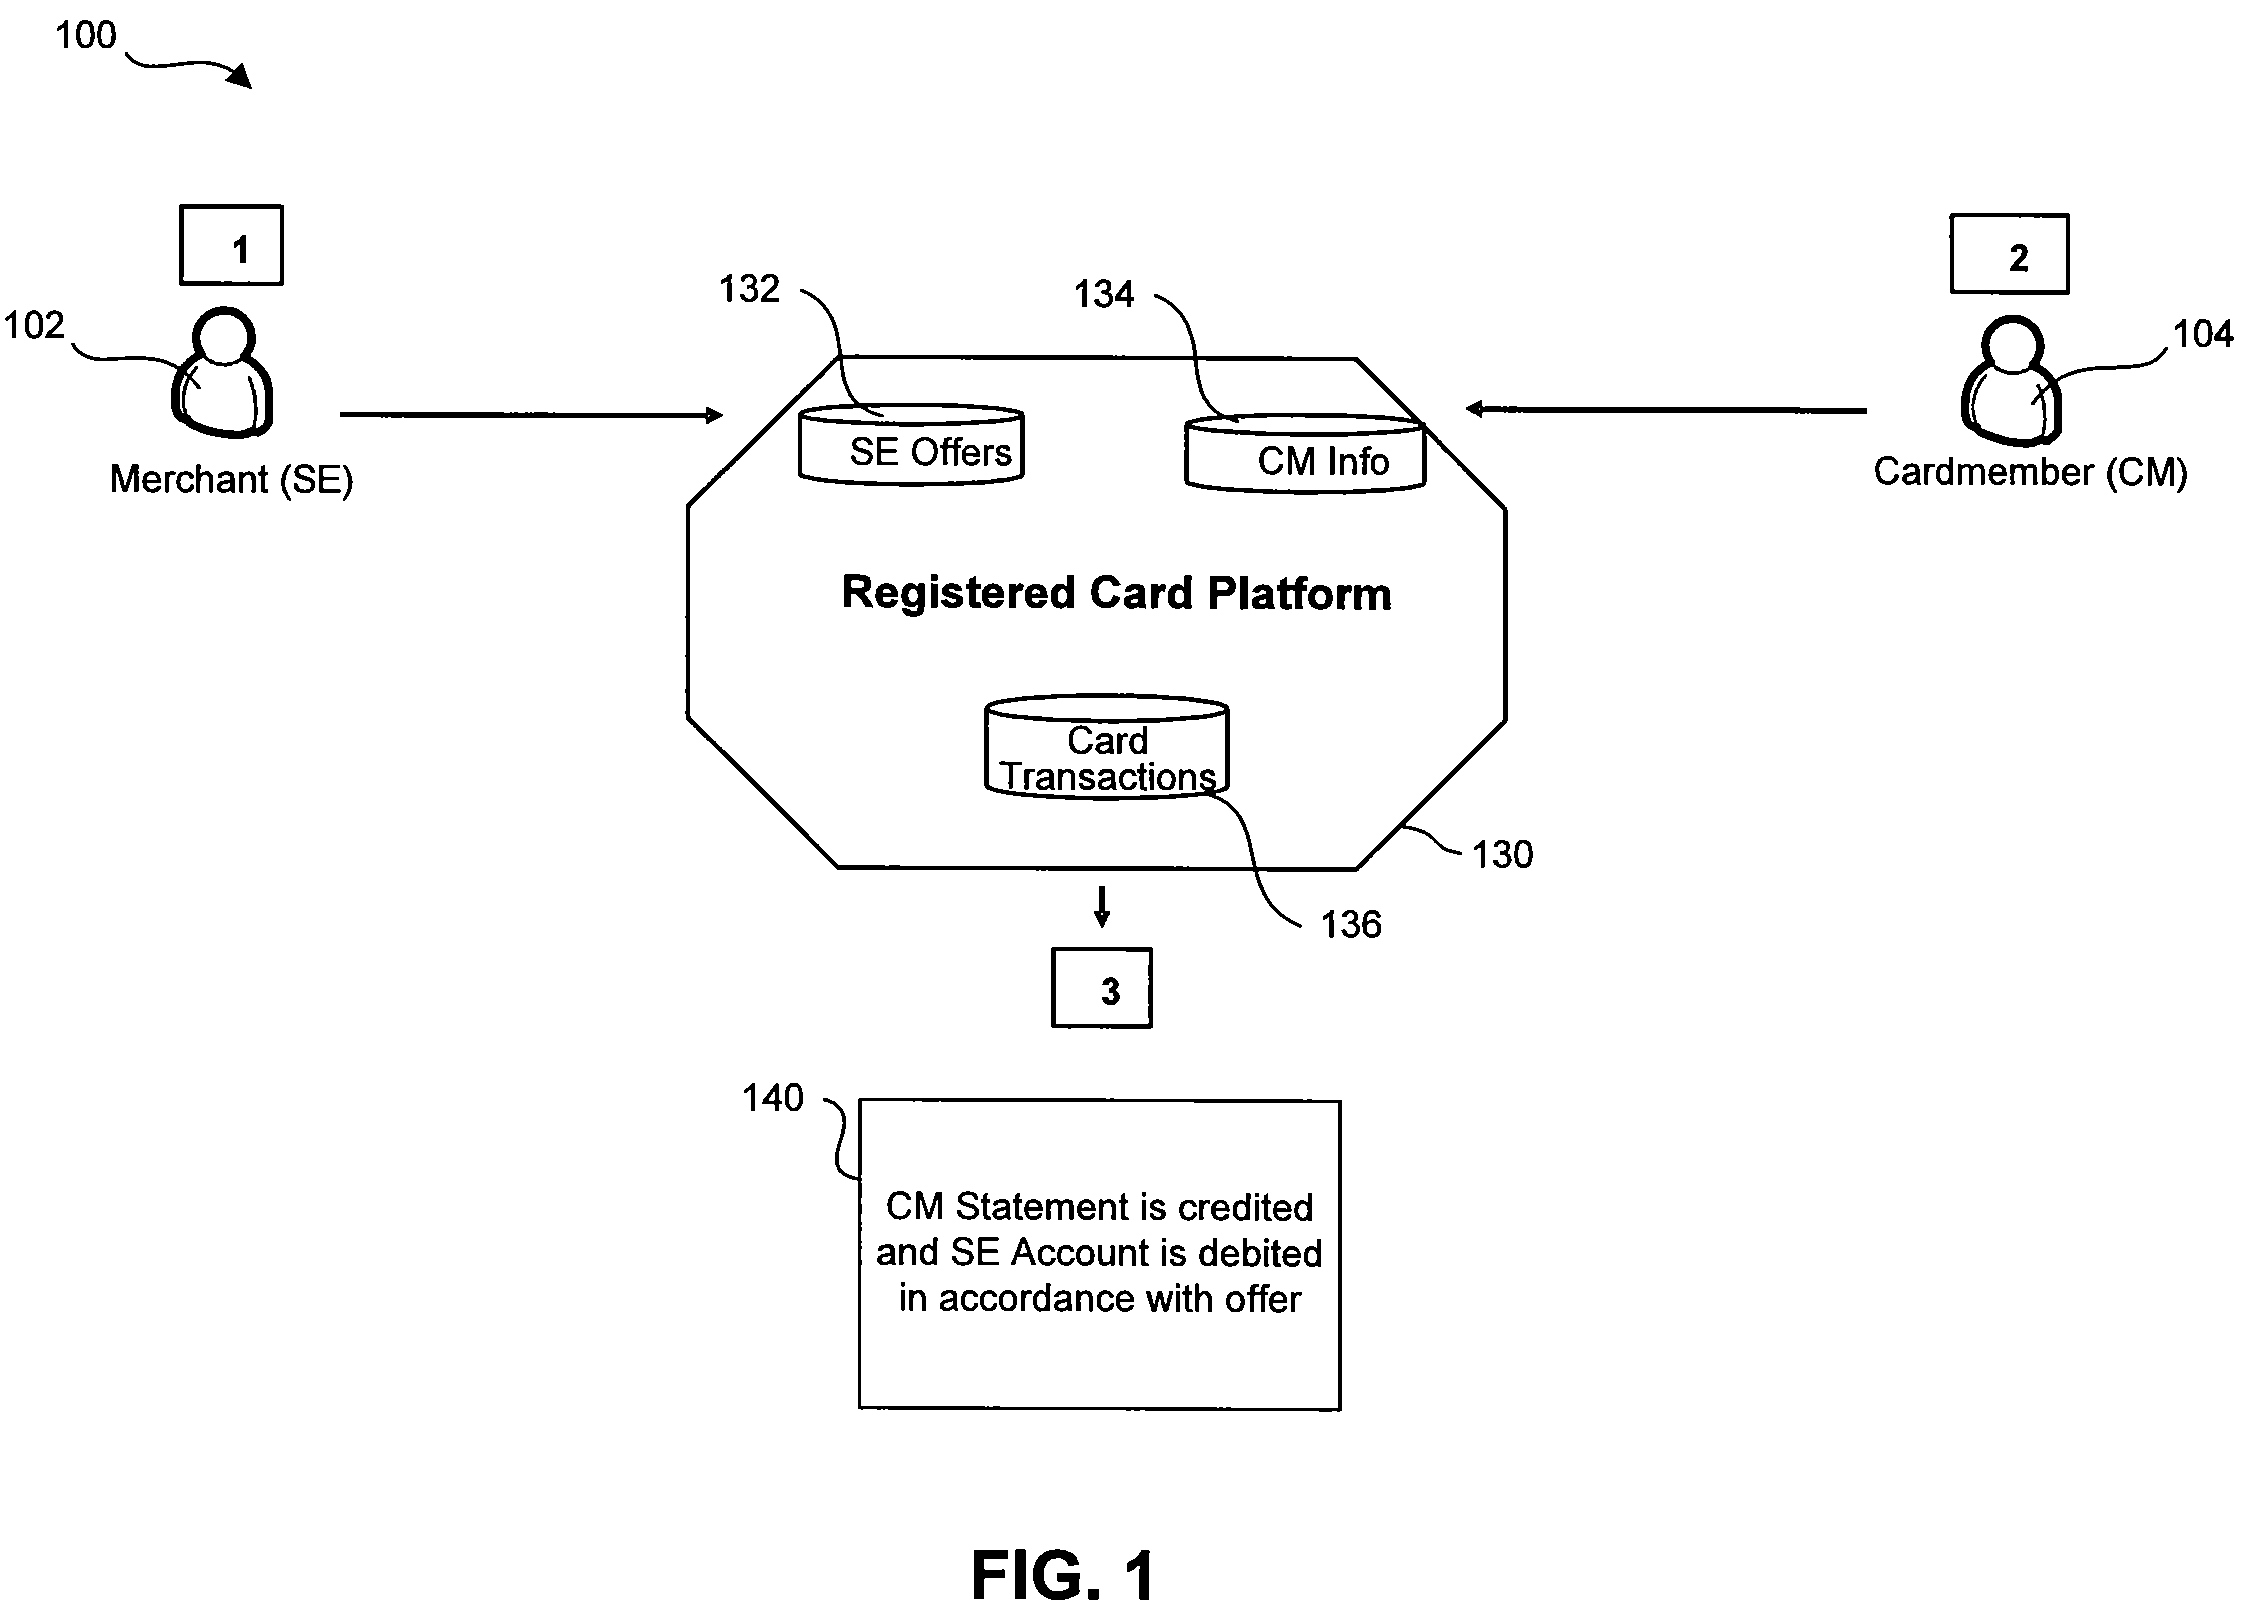 100
1
2
132
134
102
104
SE Offers
CM Info
Merchant (SE)
Cardmember (CM)
Registered Card Platform
Card
Transactions
130
136
3
140
CM Statement is credited
and SE Account is debited
in accordance with offer
FIG. 1